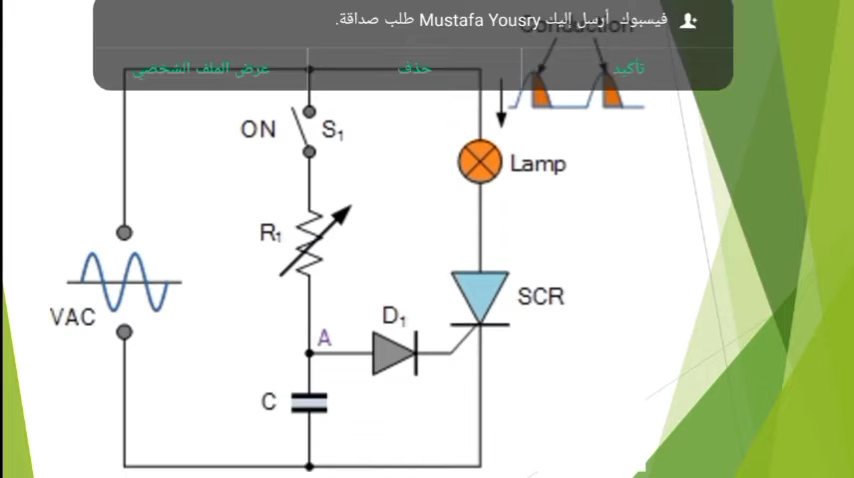 فيسبوك أرسل إليك Mustafa Yousry طلب صداقة.
Conduction
عرض الملف الشخصي
حذف
تأكيد
ON
S₁
Lamp
R₁
SCR
VAC
D₁
A
C